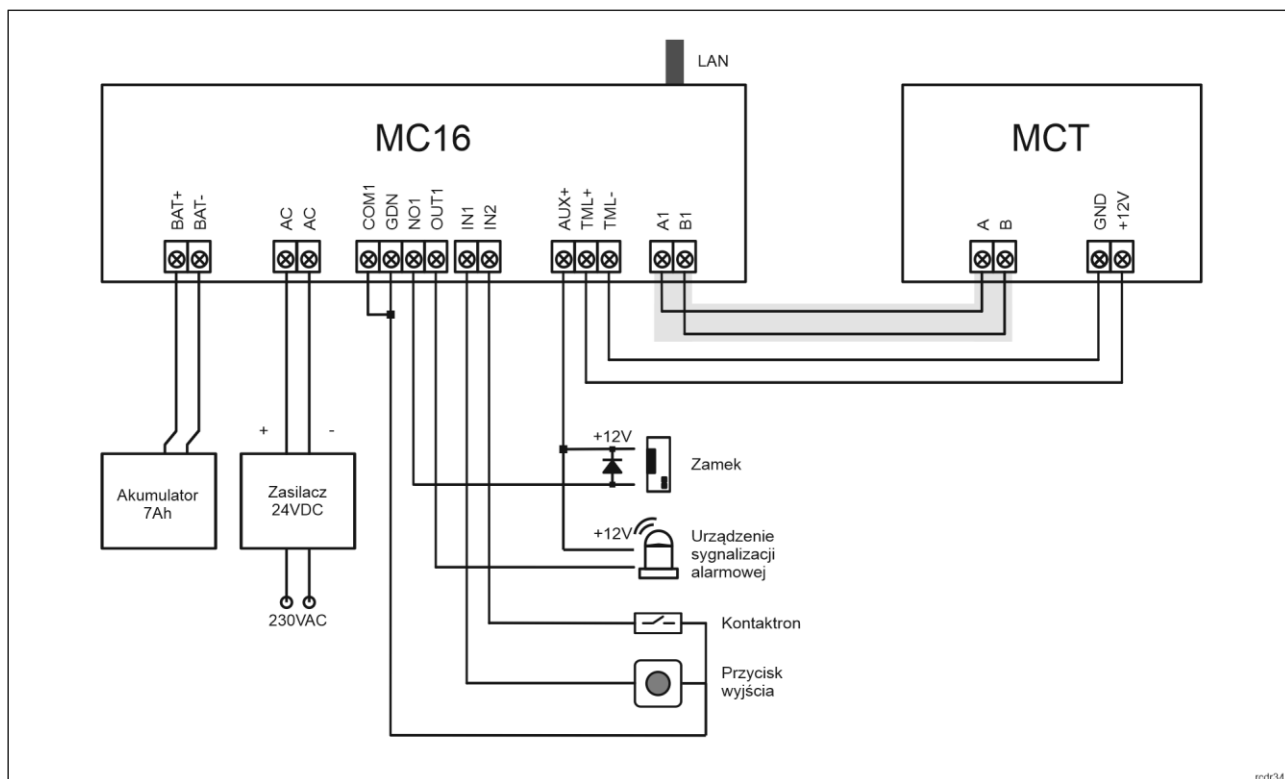 LAN
MC16
MCT
BAT+
BAT-
AC
AC
COM1
GDN
NO1
OUT1
IN1
IN2
AUX+
TML+
TML-
A1
B1
A
B
GND
+12V
+
-
Akumulator
7Ah
Zasilacz
24VDC
230VAC
+12V
Zamek
+12V
Urządzenie
sygnalizacji
alarmowej
Kontaktron
Przycisk
wyjścia
rcdr34